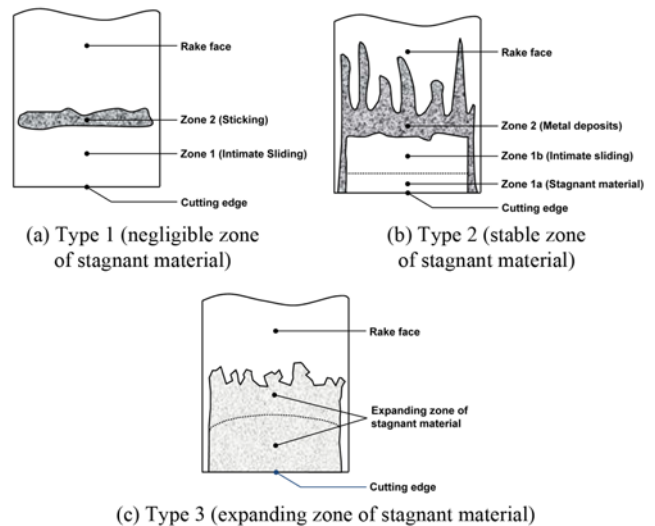 Rake face
Zone 2 (Sticking)
Zone 1 (Intimate Sliding)
Cutting edge
(a) Type 1 (negligible zone
of stagnant material)
Rake face
Zone 2 (Metal deposits)
Zone 1b (Intimate sliding)
Zone 1a (Stagnant material)
Cutting edge
(b) Type 2 (stable zone
of stagnant material)
Rake face
Expanding zone of
stagnant material
Cutting edge
(c) Type 3 (expanding zone of stagnant material)